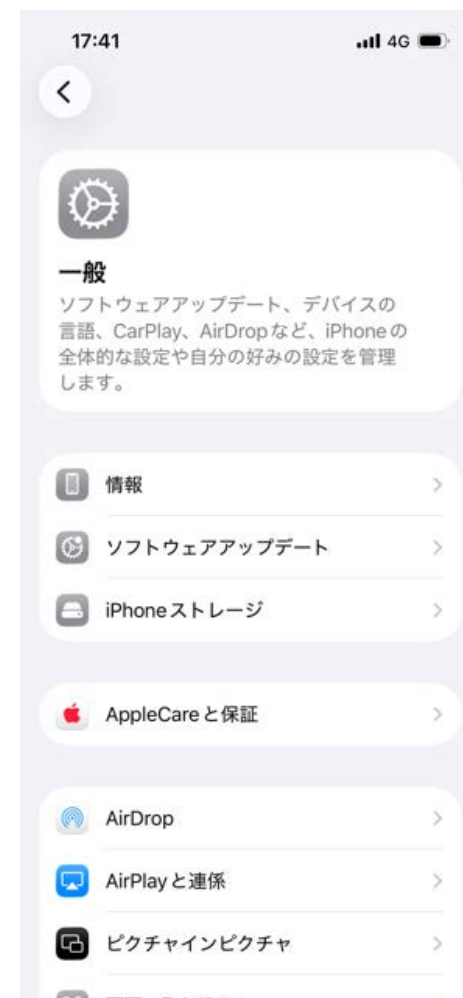 17:41
4G
一般
ソフトウェアアップデート、デバイスの
言語、CarPlay、AirDropなど、iPhoneの
全体的な設定や自分の好みの設定を管理
します。
情報
ソフトウェアアップデート
iPhoneストレージ
AppleCareと保証
AirDrop
AirPlayと連係
ピクチャインピクチャ